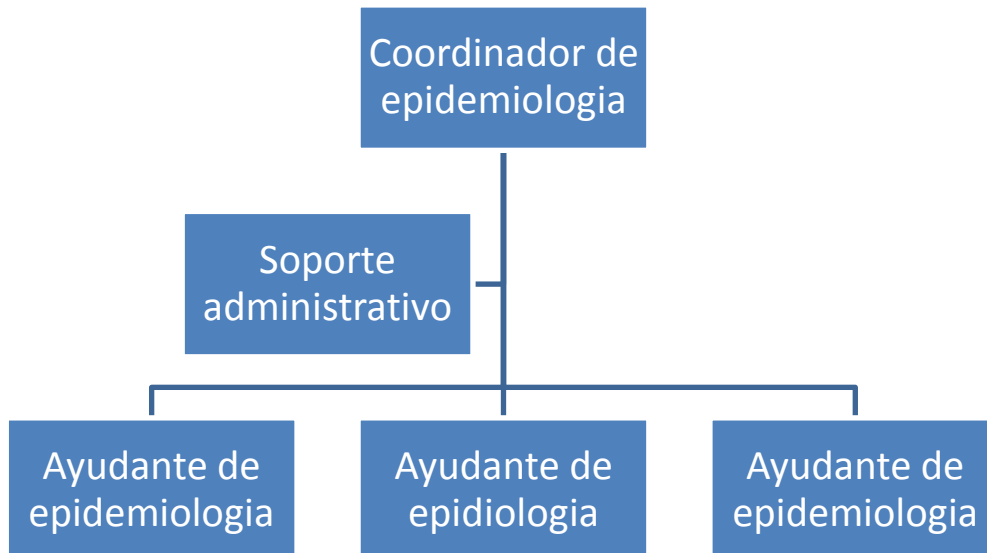 Coordinador de
epidemiologia
Soporte
administrativo
Ayudante de
epidemiologia
Ayudante de
epidiologia
Ayudante de
epidemiologia